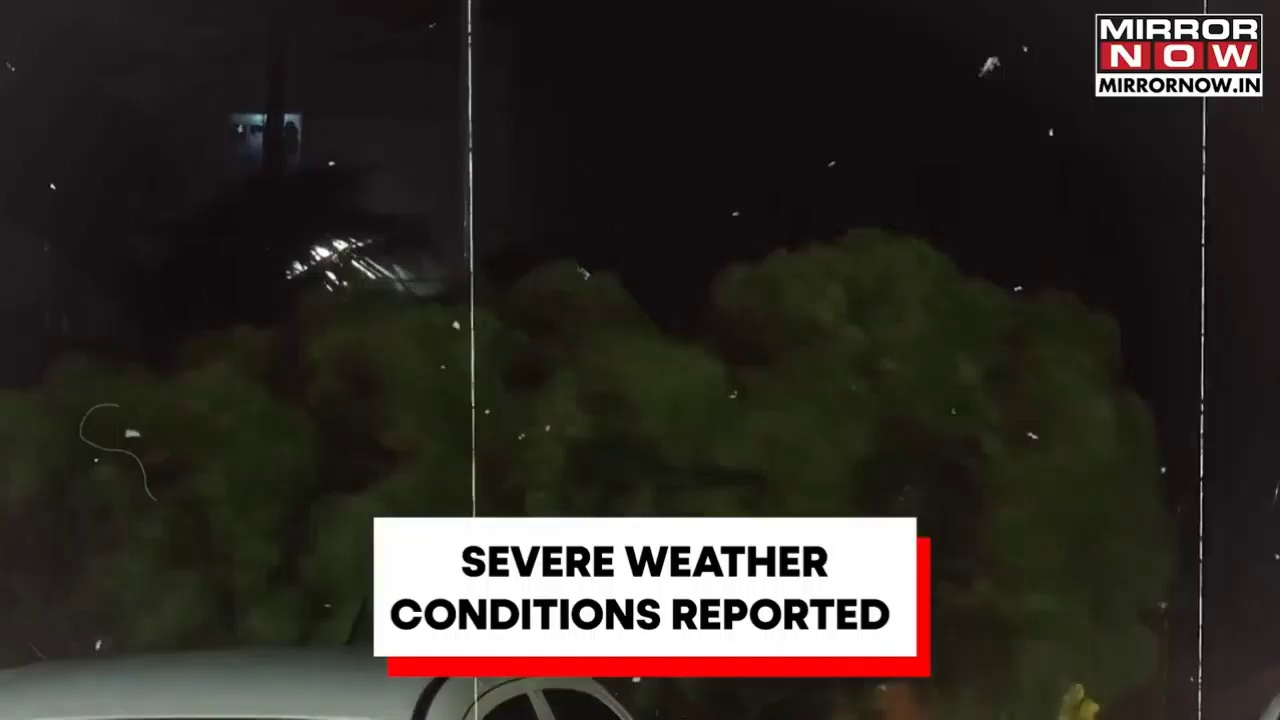 MIRROR
NOW
MIRRORNOW.IN
SEVERE WEATHER
CONDITIONS REPORTED